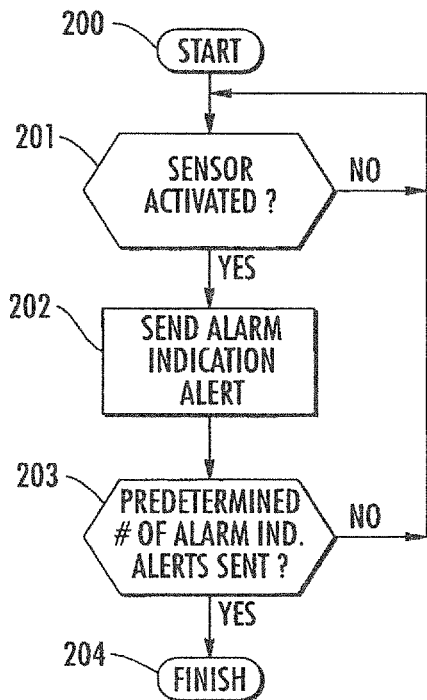 200
START
201
SENSOR
ACTIVATED ?
NO
YES
202
SEND ALARM
INDICATION
ALERT
203
PREDETERMINED
# OF ALARM IND.
ALERTS SENT ?
NO
YES
204
FINISH